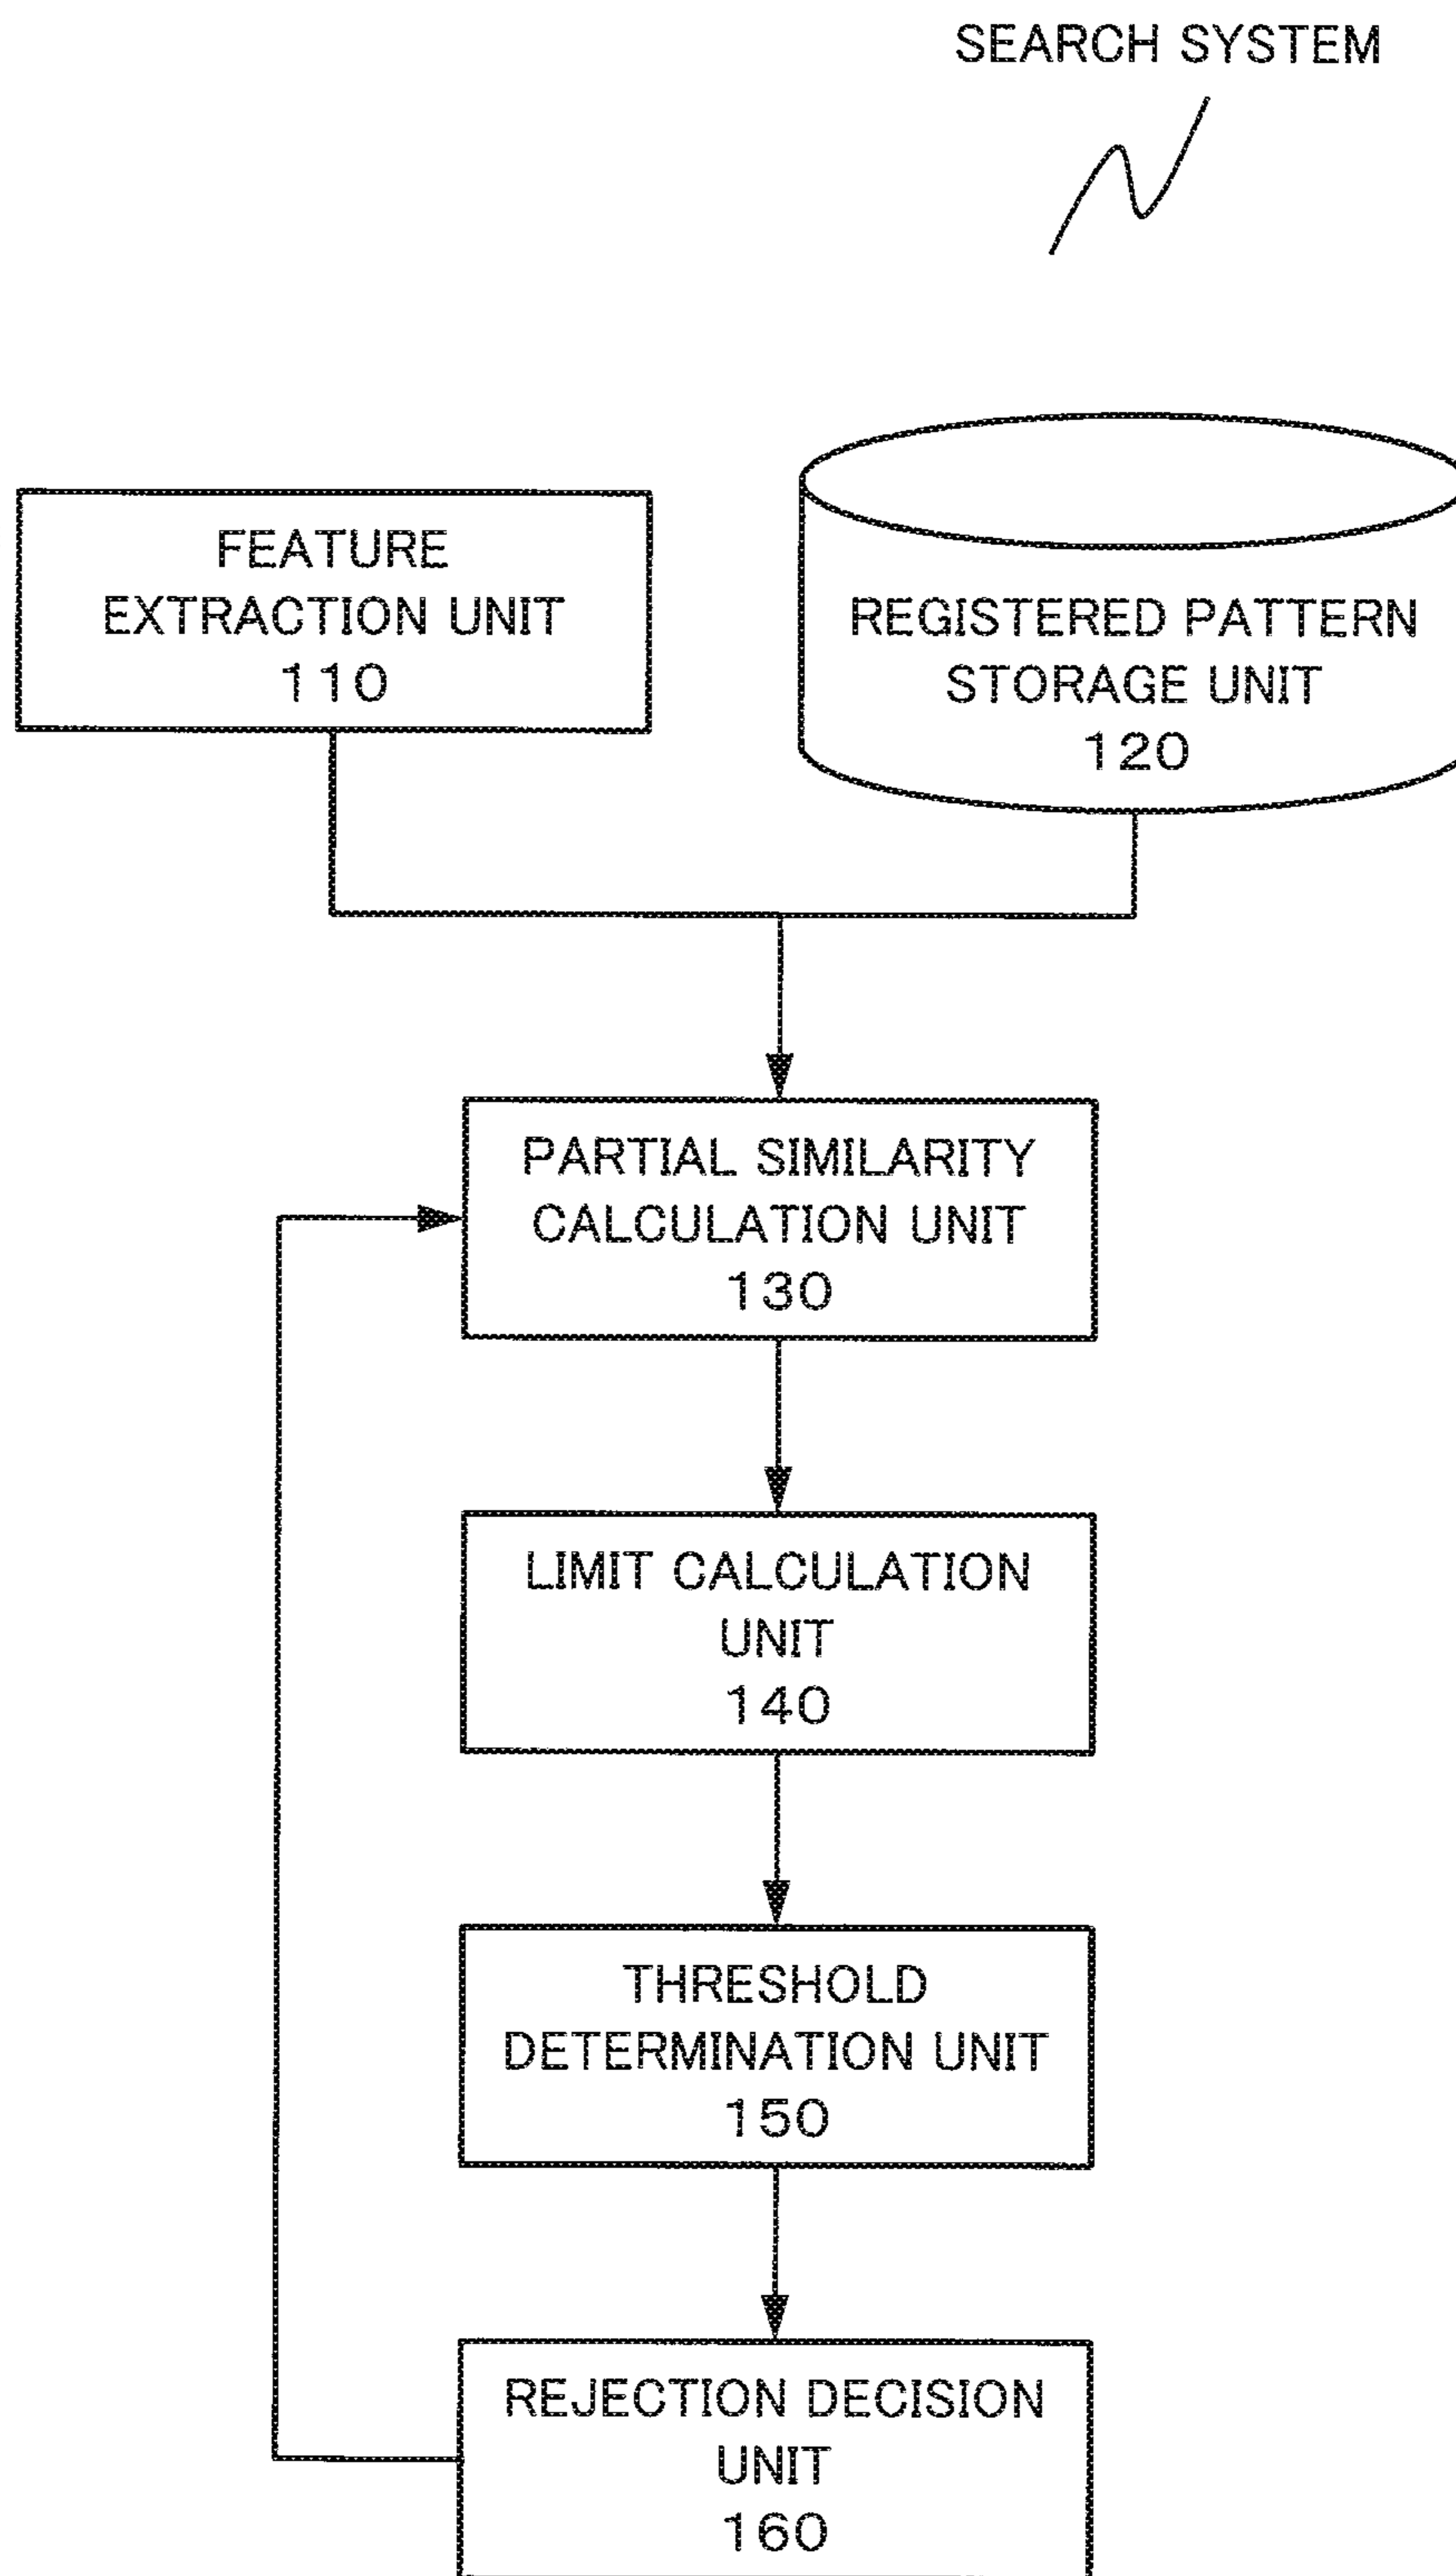 SEARCH SYSTEM
FEATURE
EXTRACTION UNIT
110
REGISTERED PATTERN
STORAGE UNIT
120
PARTIAL SIMILARITY
CALCULATION UNIT
130
LIMIT CALCULATION
UNIT
140
THRESHOLD
DETERMINATION UNIT
150
REJECTION DECISION
UNIT
160